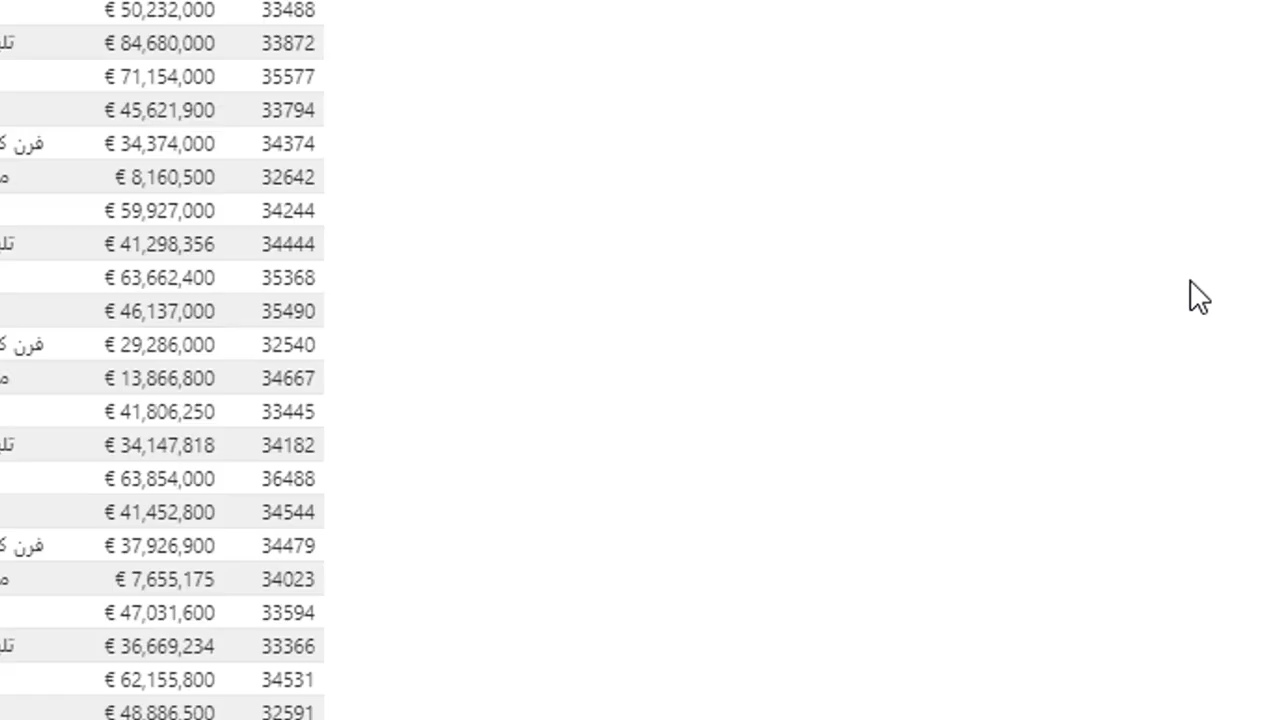 € 50,232,000 33488
€ 84,680,000 33872
€ 71,154,000 35577
€ 45,621,900 33794
فرن € 34,374,000 34374
€ 8,160,500 32642
€ 59,927,000 34244
€ 41,298,356 34444
€ 63,662,400 35368
€ 46,137,000 35490
فرن € 29,286,000 32540
€ 13,866,800 34667
€ 41,806,250 33445
€ 34,147,818 34182
€ 63,854,000 36488
€ 41,452,800 34544
فرن € 37,926,900 34479
€ 7,655,175 34023
€ 47,031,600 33594
€ 36,669,234 33366
€ 62,155,800 34531
€ 48,886,500 32591